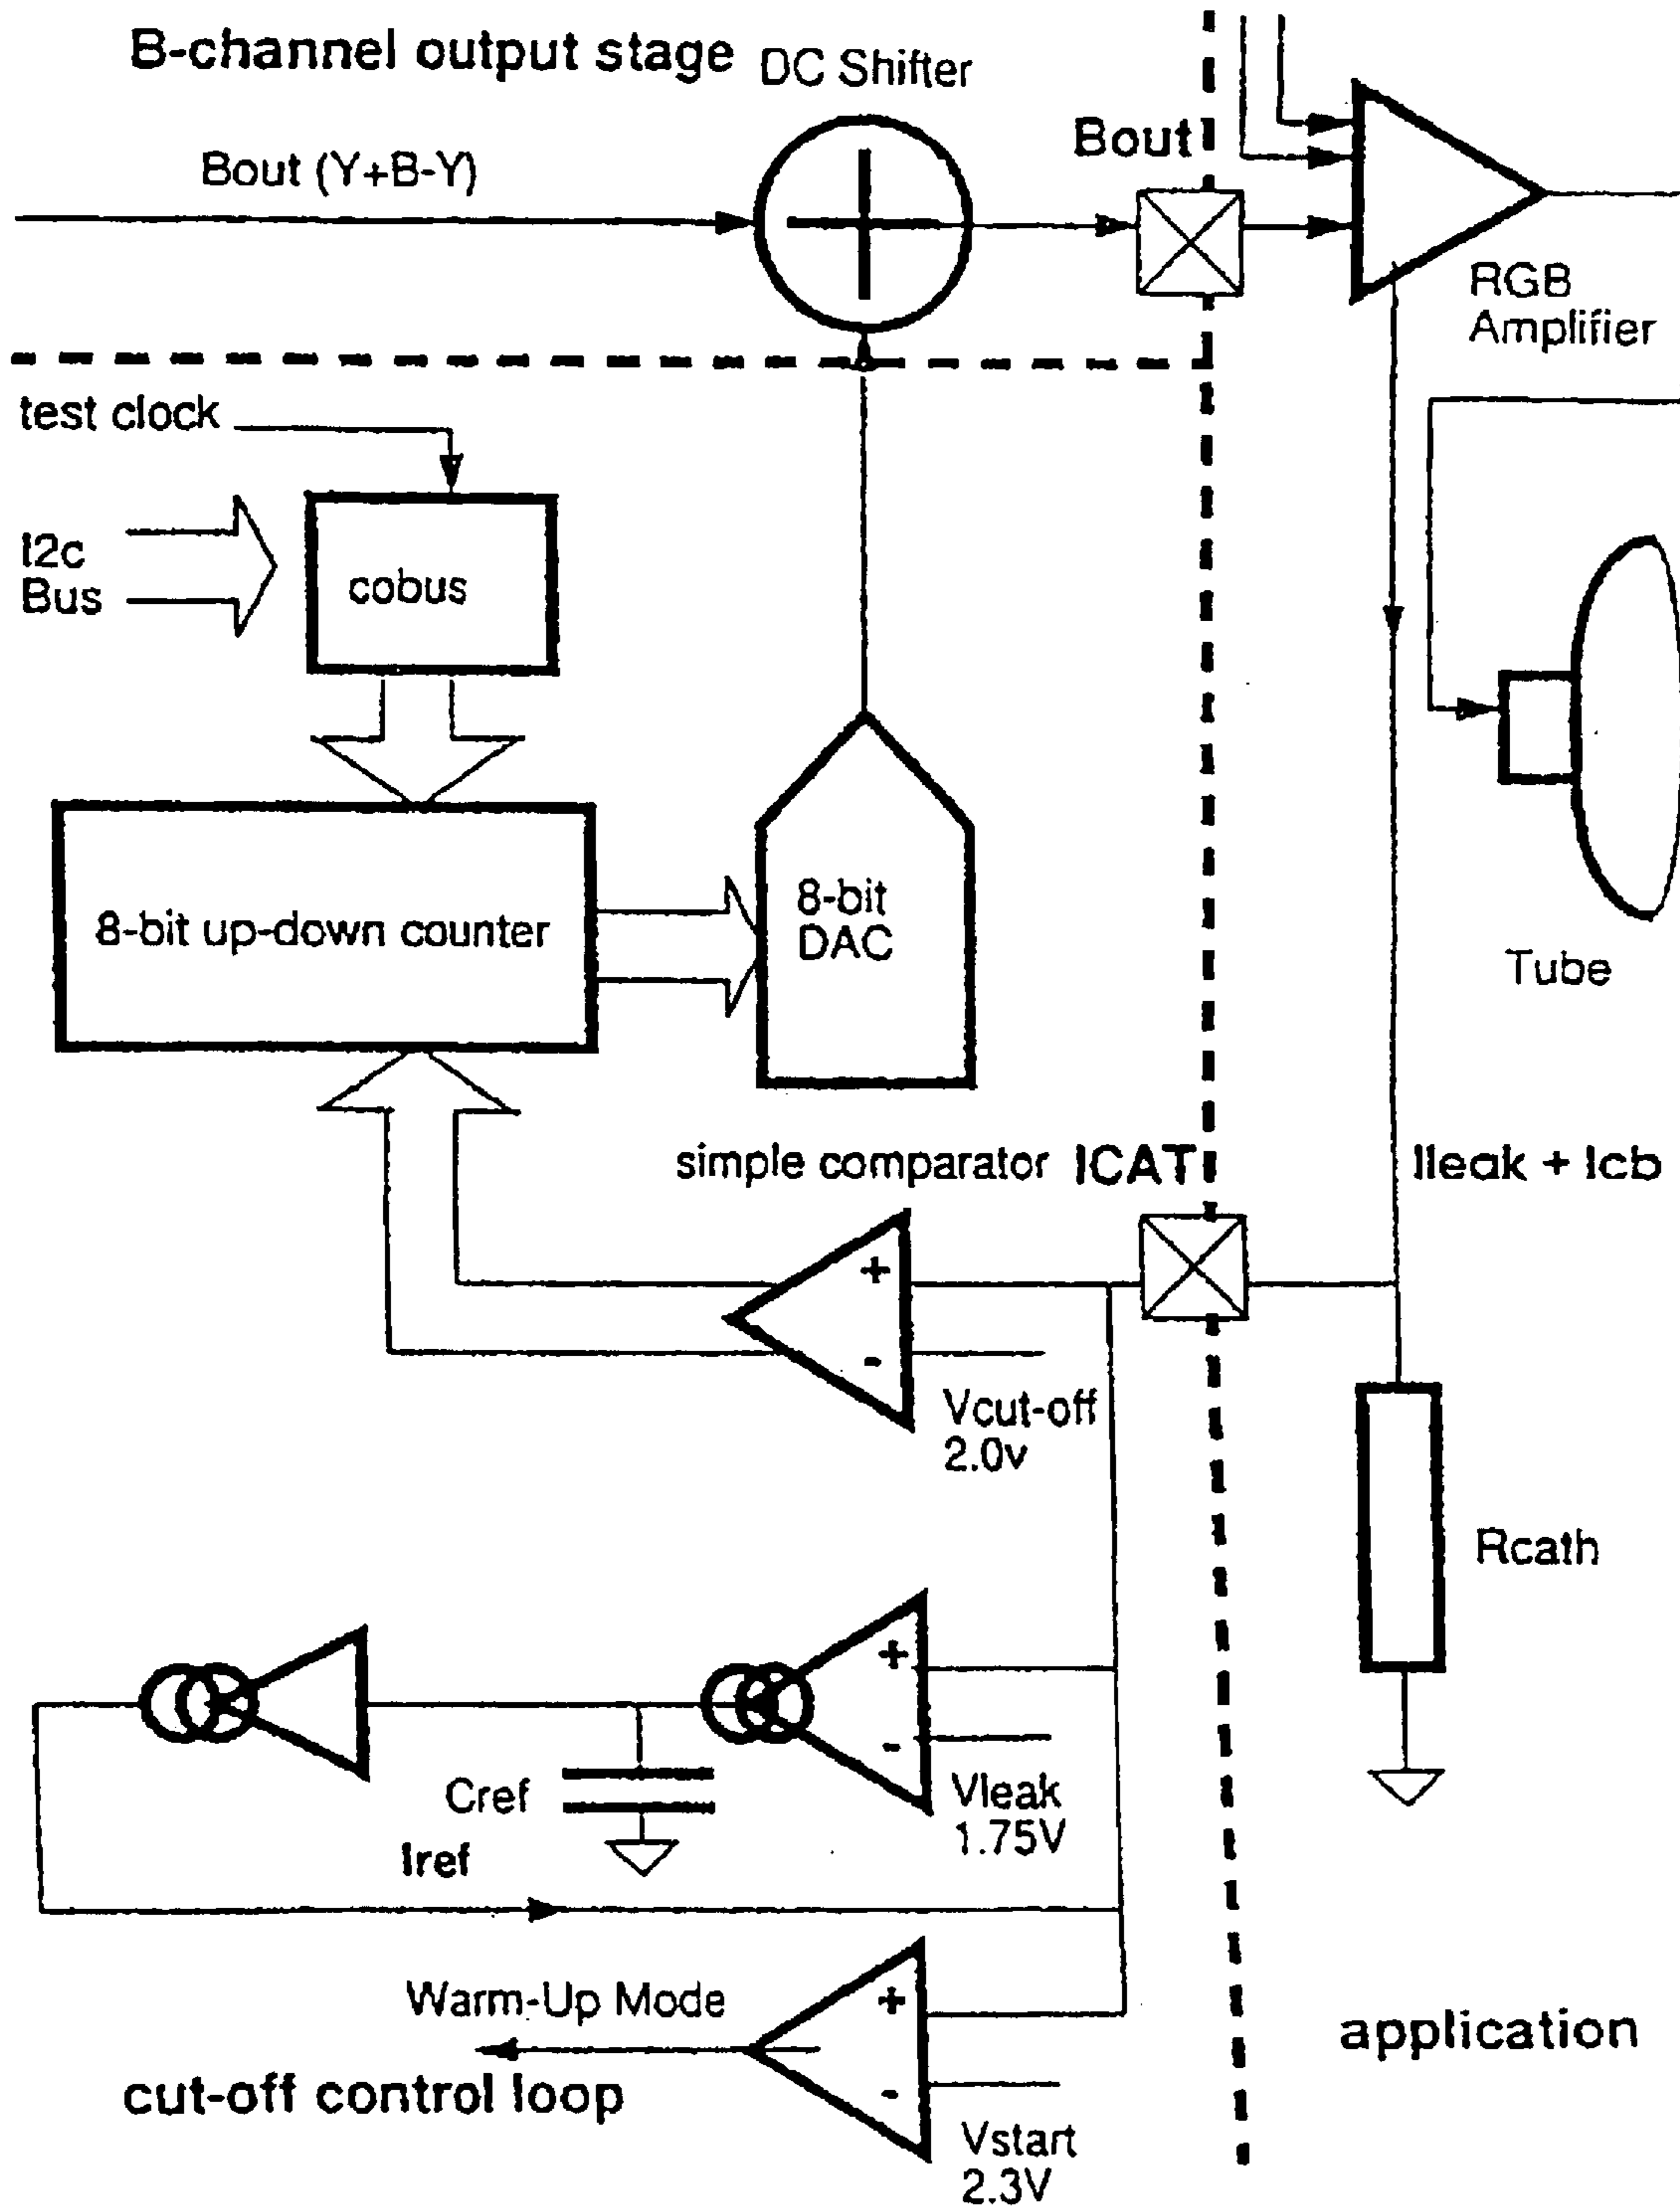 B-channel output stage
DC Shifter
Bout (Y+B-Y)
Bout
RGB
Amplifier
test clock
I2c
Bus
cobus
8-bit up-down counter
8-bit
DAC
Tube
simple comparator
ICAT
Ileak + Icb
+
-
Vcut-off
2.0v
Rcath
+
-
Cref
Vleak
1.75V
Iref
Warm-Up Mode
+
-
cut-off control loop
application
Vstart
2.3V